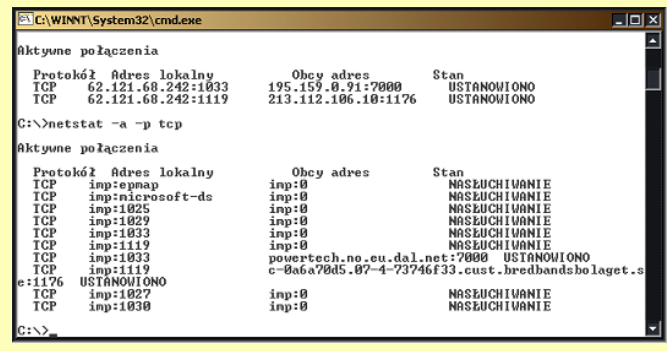 C:\WINNT\System32\cmd.exe
Aktywne połączenia
Protokół Adres lokalny Obcy adres Stan
TCP 62.121.68.242:1033 195.159.0.91:7000 USTANOWIONO
TCP 62.121.68.242:1119 213.112.106.10:1176 USTANOWIONO
C:\>netstat -a -p tcp
Aktywne połączenia
Protokół Adres lokalny Obcy adres Stan
TCP imp:epmap imp:0 NASŁUCHIWANIE
TCP imp:microsoft-ds imp:0 NASŁUCHIWANIE
TCP imp:1025 imp:0 NASŁUCHIWANIE
TCP imp:1029 imp:0 NASŁUCHIWANIE
TCP imp:1033 imp:0 NASŁUCHIWANIE
TCP imp:1119 imp:0 NASŁUCHIWANIE
TCP imp:1033 powertech.no.eu.dal.net:7000 USTANOWIONO
TCP imp:1119 c-0a6a70d5.07-4-73746f33.cust.bredbandsbolaget.s
e:1176 USTANOWIONO
TCP imp:1027 imp:0 NASŁUCHIWANIE
TCP imp:1030 imp:0 NASŁUCHIWANIE
C:\>_